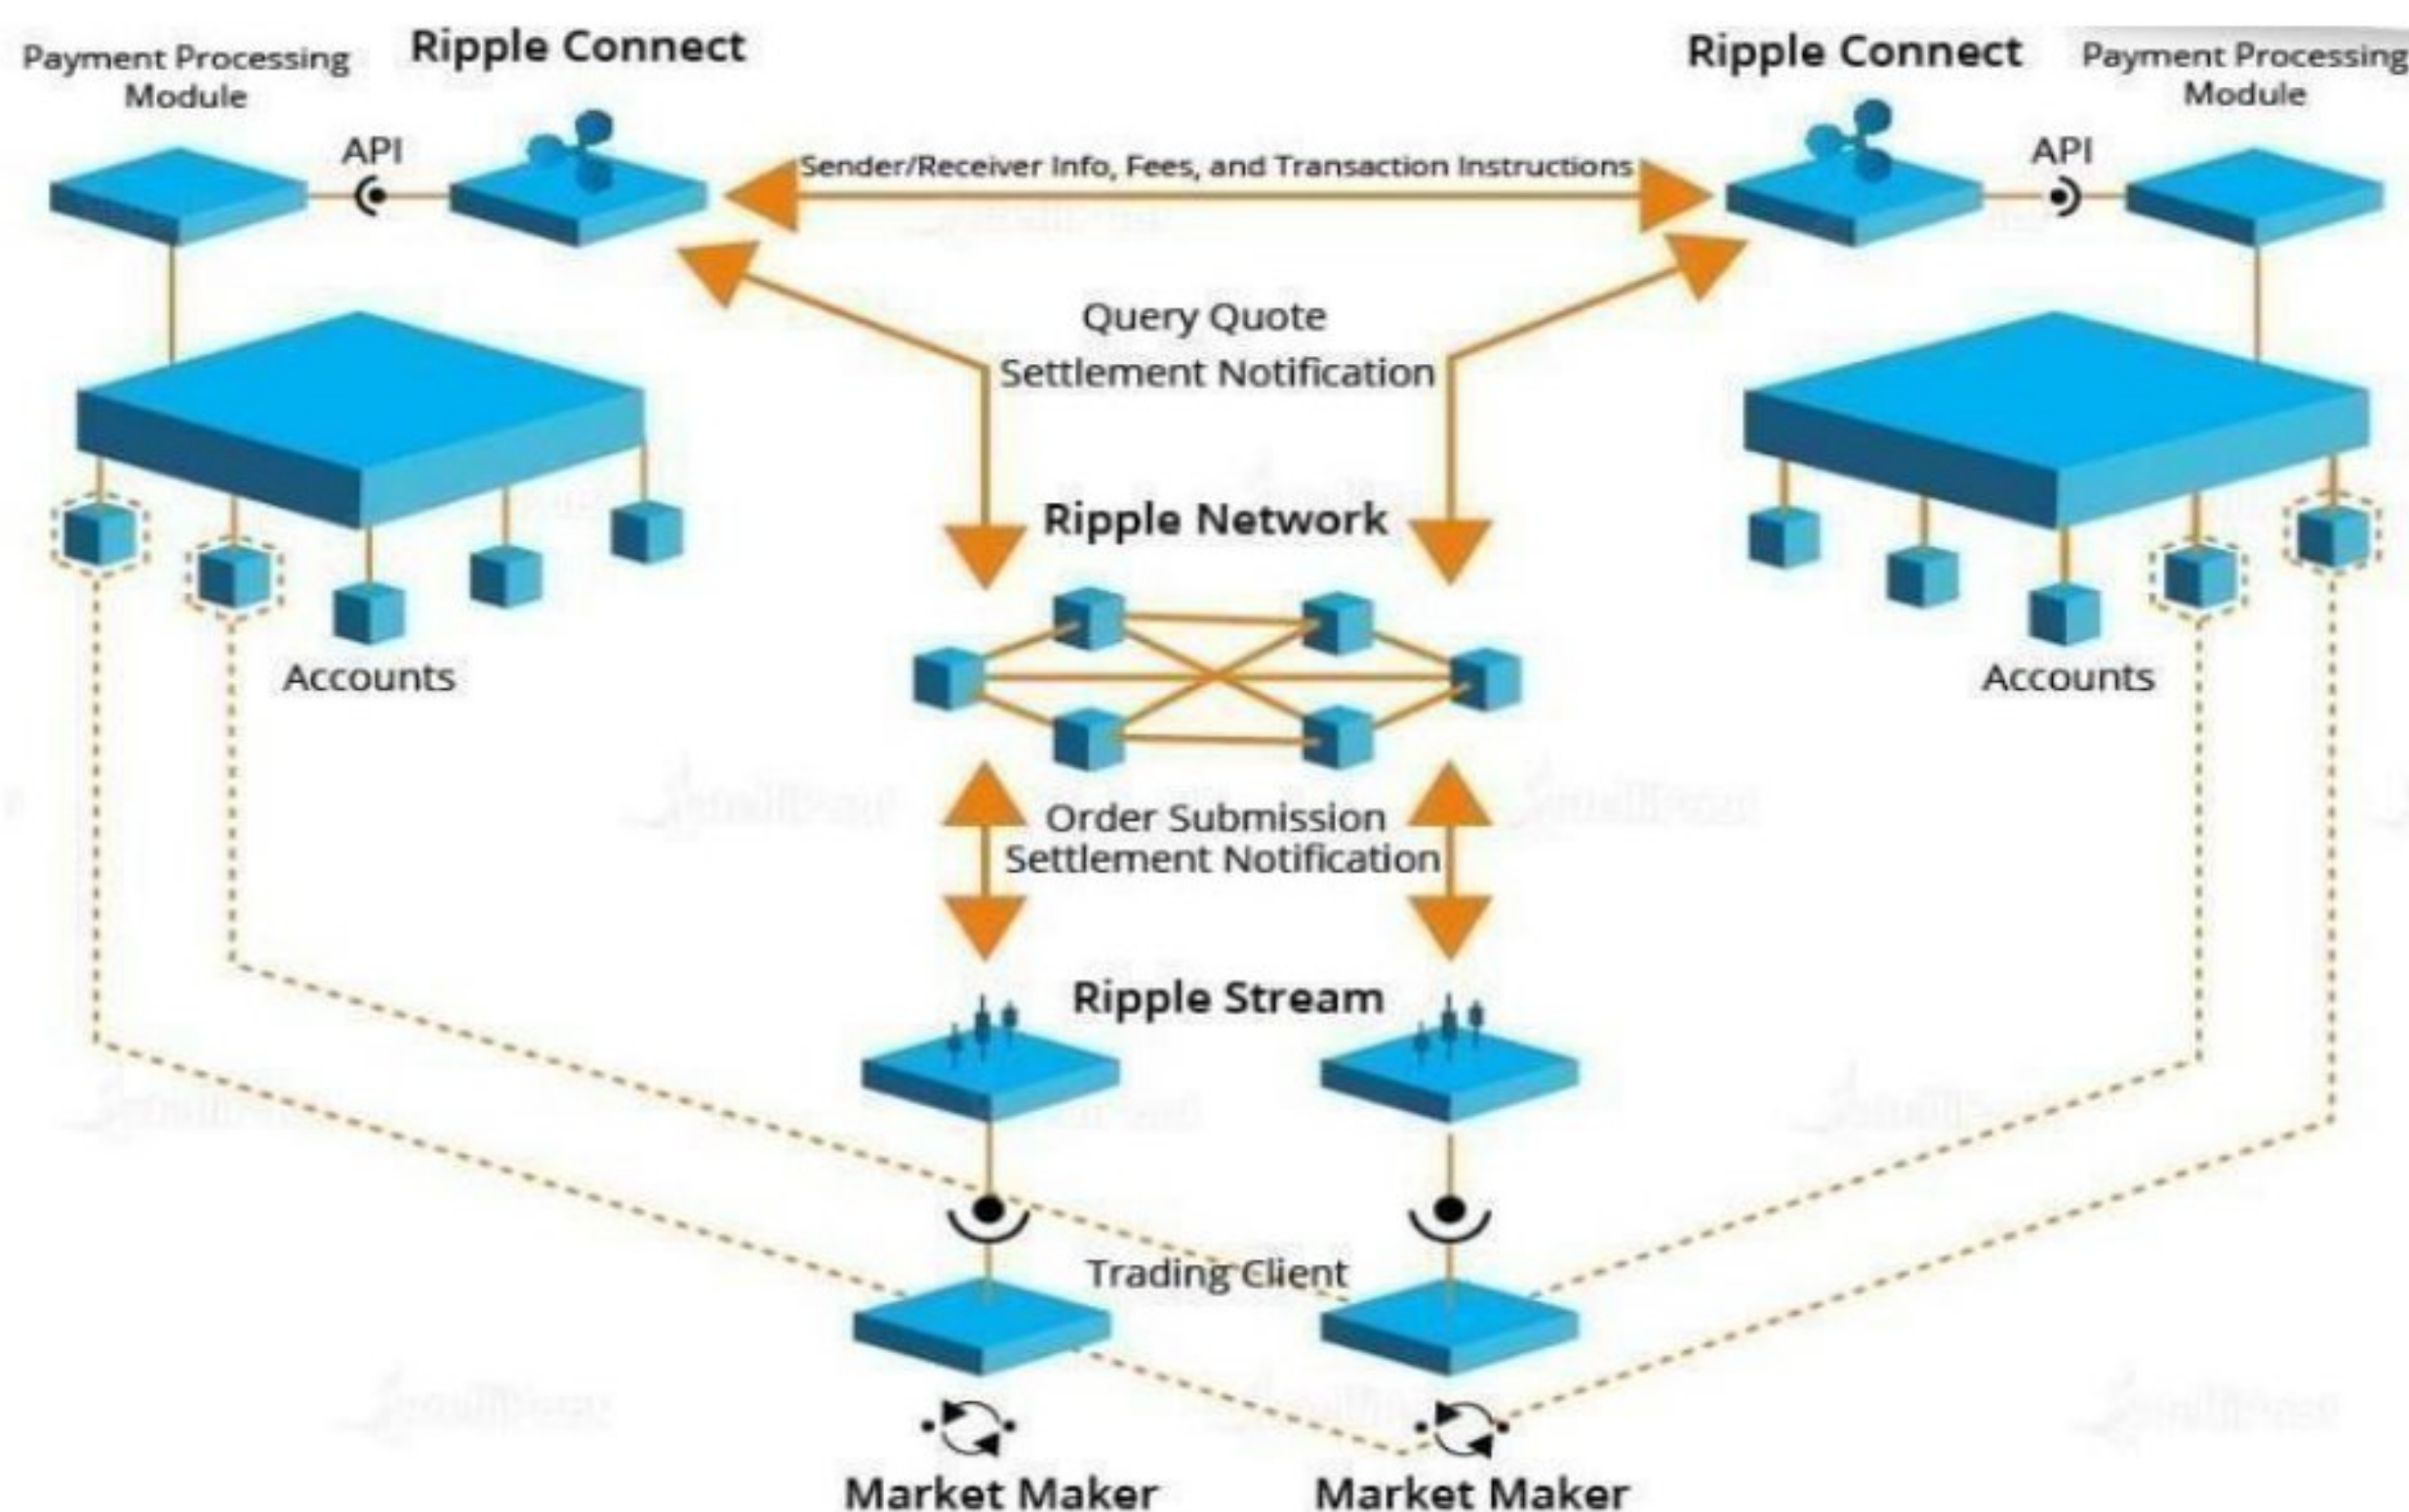 Payment Processing
Module
Ripple Connect
Ripple Connect
Payment Processing
Module
API
API
Sender/Receiver Info, Fees, and Transaction Instructions
Query Quote
Settlement Notification
Ripple Network
Accounts
Accounts
Order Submission
Settlement Notification
Ripple Stream
Trading Client
Market Maker
Market Maker